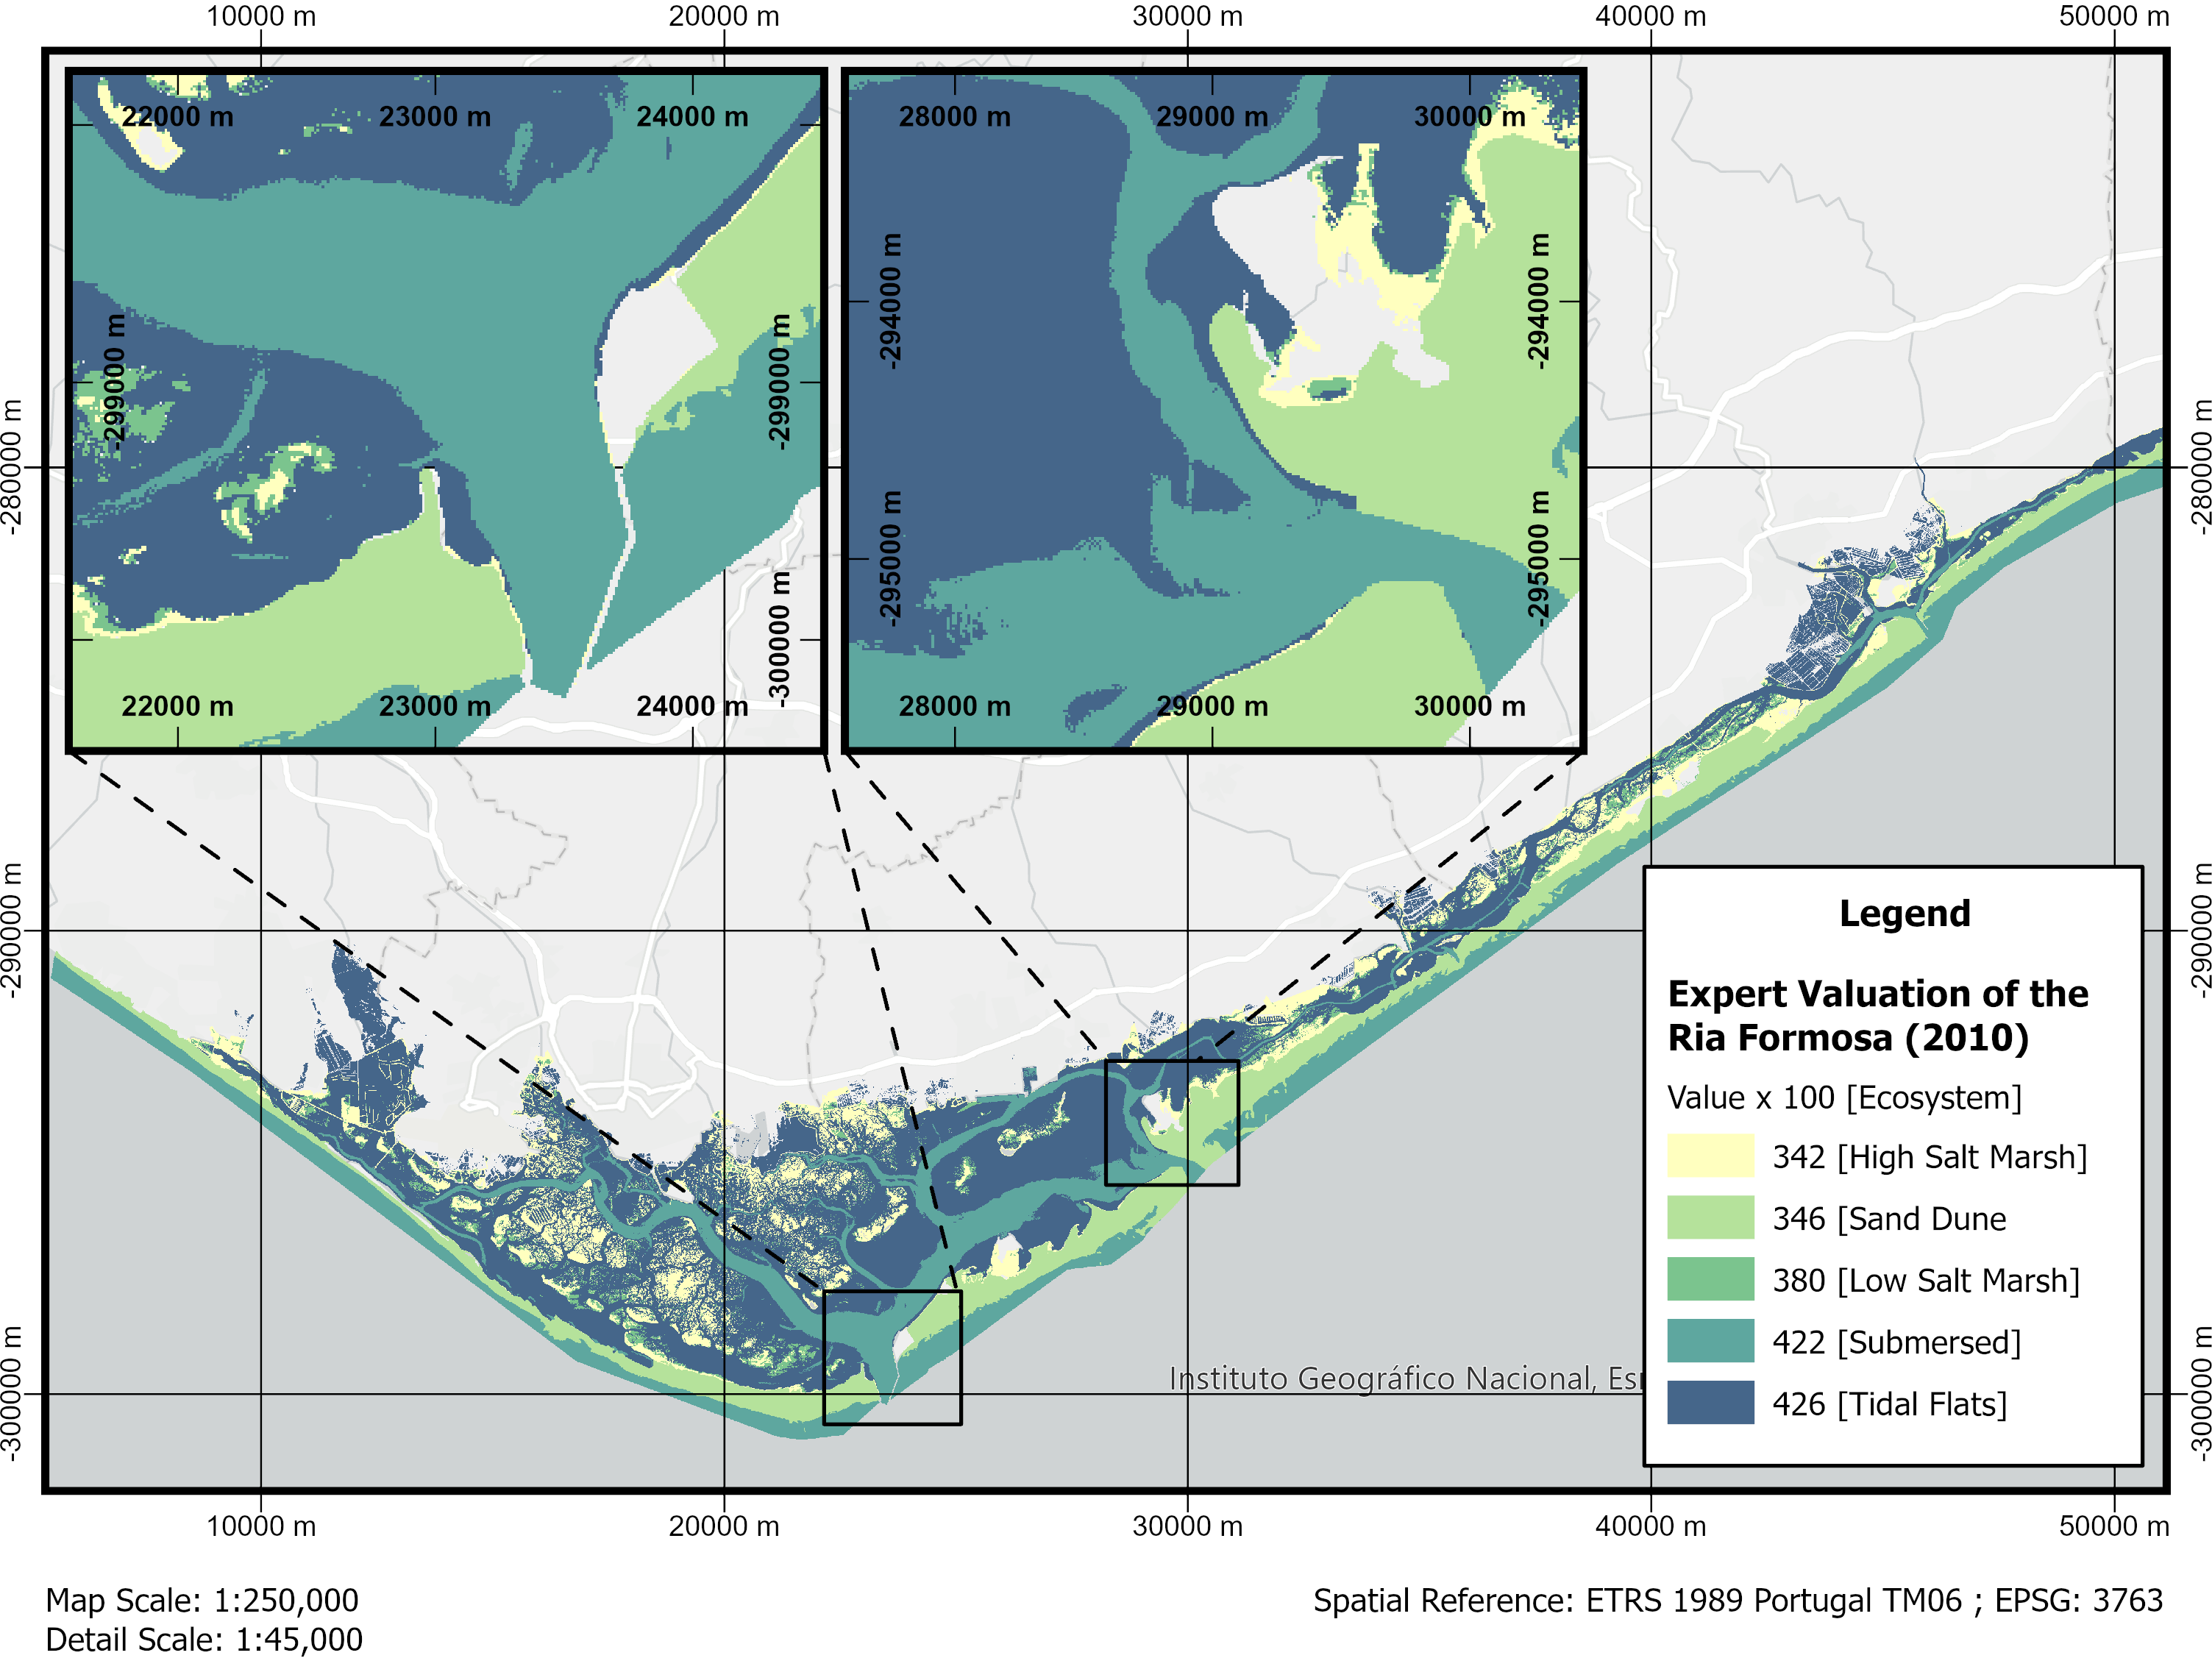 10000 m 20000 m 30000 m 40000 m 50000 m
22000 m 23000 m 24000 m
28000 m 29000 m 30000 m
-294000 m -294000 m
-299000 m -299000 m
-280000 m -280000 m
-295000 m -295000 m
-300000 m
22000 m 23000 m 24000 m
28000 m 29000 m 30000 m
-290000 m -290000 m
Legend
Expert Valuation of the
Ria Formosa (2010)
Value x 100 [Ecosystem]
342 [High Salt Marsh]
346 [Sand Dune
380 [Low Salt Marsh]
422 [Submersed]
426 [Tidal Flats]
Instituto Geográfico Nacional, Esr
-300000 m -300000 m
10000 m 20000 m 30000 m 40000 m 50000 m
Map Scale: 1:250,000
Detail Scale: 1:45,000
Spatial Reference: ETRS 1989 Portugal TM06 ; EPSG: 3763